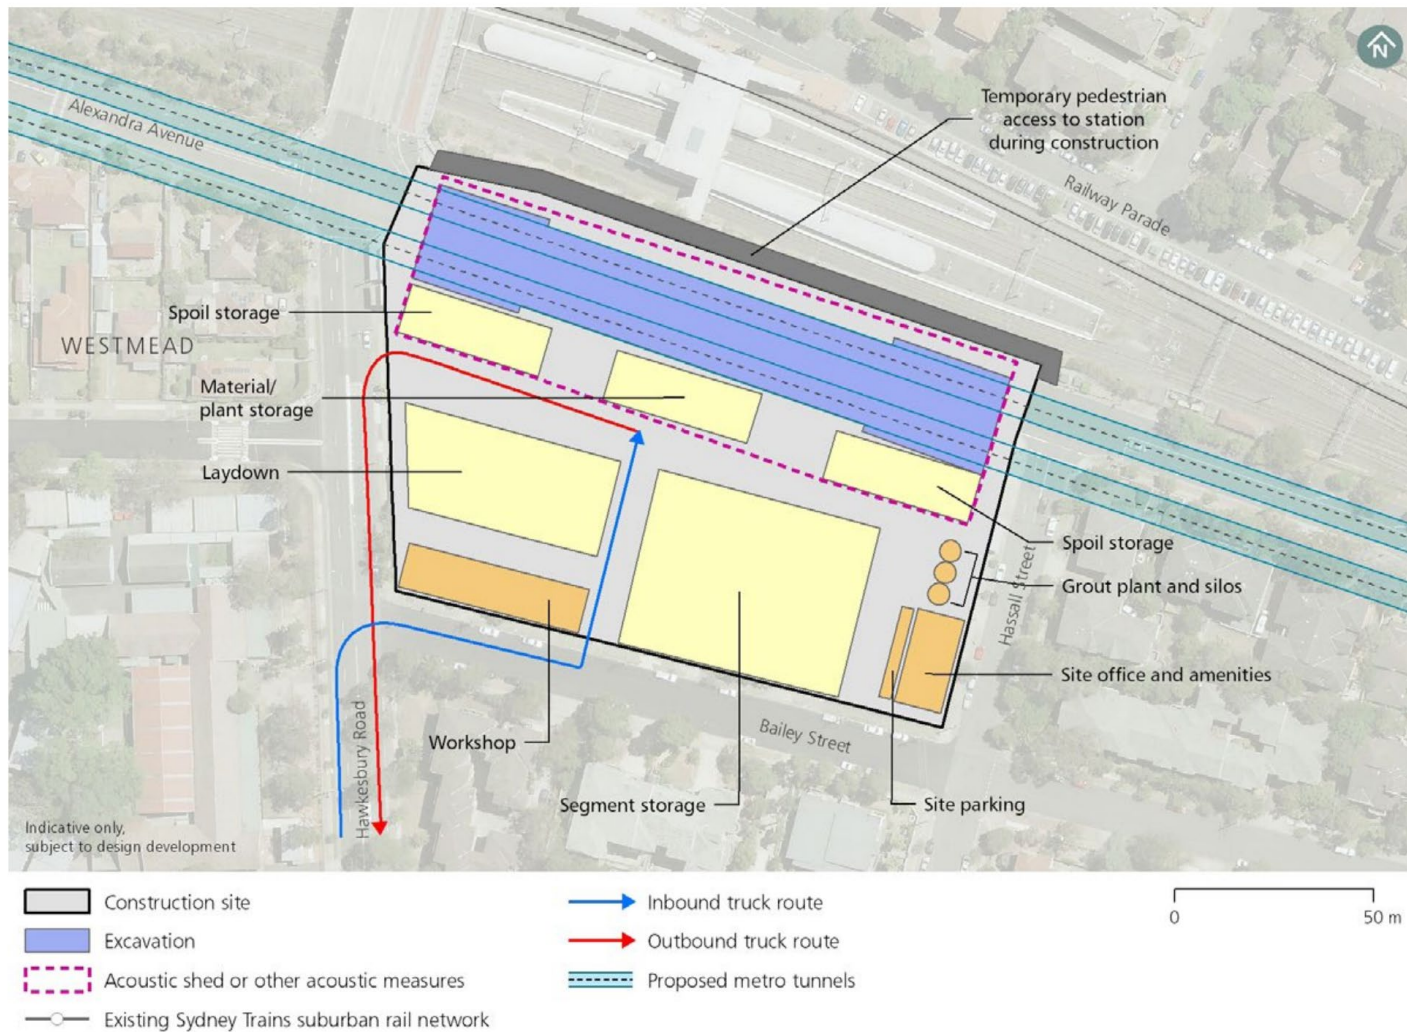 N
Temporary pedestrian
access to station
during construction
Alexandra Avenue
Railway Parade
Spoil storage
WESTMEAD
Material/
plant storage
Laydown
Spoil storage
Hassall Street
Grout plant and silos
Site office and amenities
Hawkesbury Road
Workshop
Bailey Street
Segment storage
Site parking
Indicative only,
subject to design development
Construction site
Excavation
Acoustic shed or other acoustic measures
Existing Sydney Trains suburban rail network
Inbound truck route
Outbound truck route
Proposed metro tunnels
0 50 m